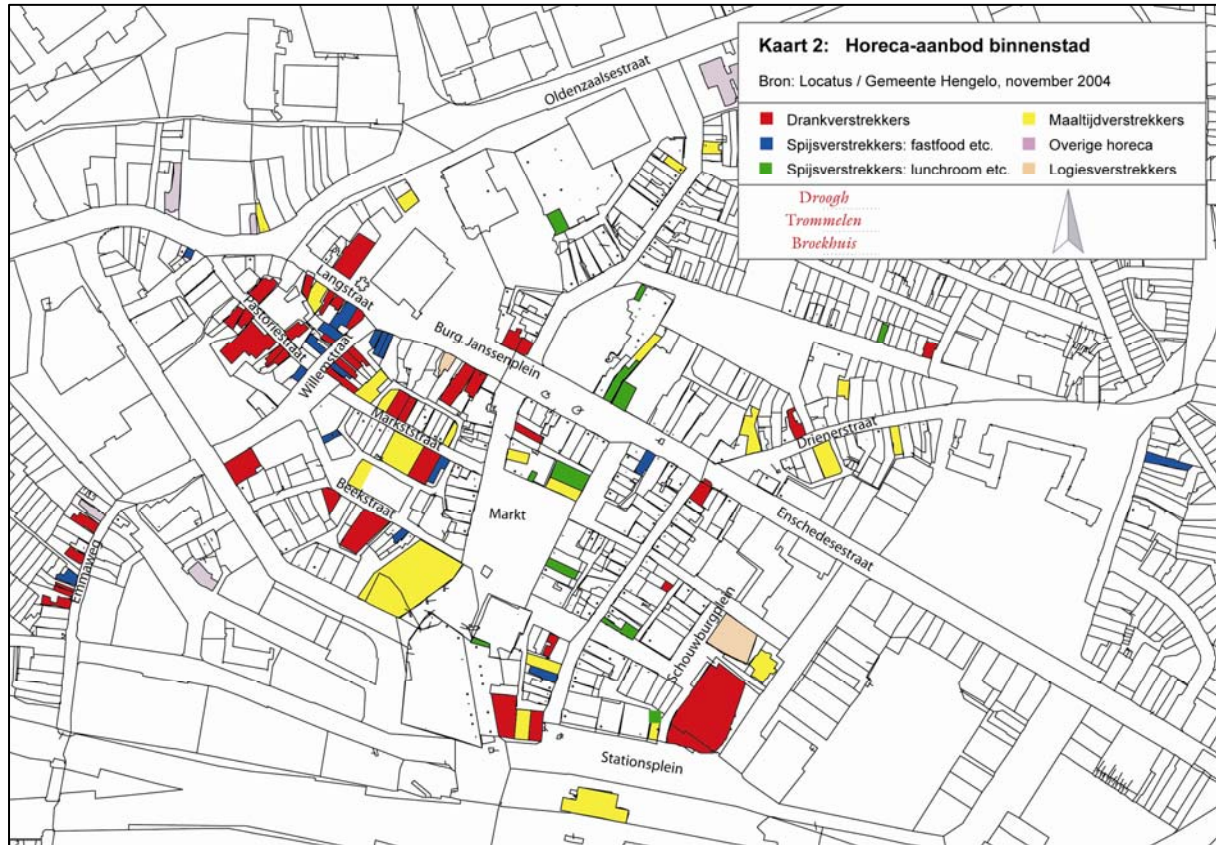 Kaart 2: Horeca-aanbod binnenstad
Bron: Locatus / Gemeente Hengelo, november 2004
Drankverstrekkers
Maaltijdverstrekkers
Spijsverstrekkers: fastfood etc.
Overige horeca
Spijsverstrekkers: lunchroom etc.
Logiesverstrekkers
Droogh
Trommelen
Broekhuis
Oldenzaalsestraat
Langstraat
Pastoriestraat
Burg. Janssenplein
Willemstraat
Marktstraat
Drienerstraat
Beekstraat
Markt
Enschedesestraat
Emmaweg
Schouwburgplein
Stationsplein